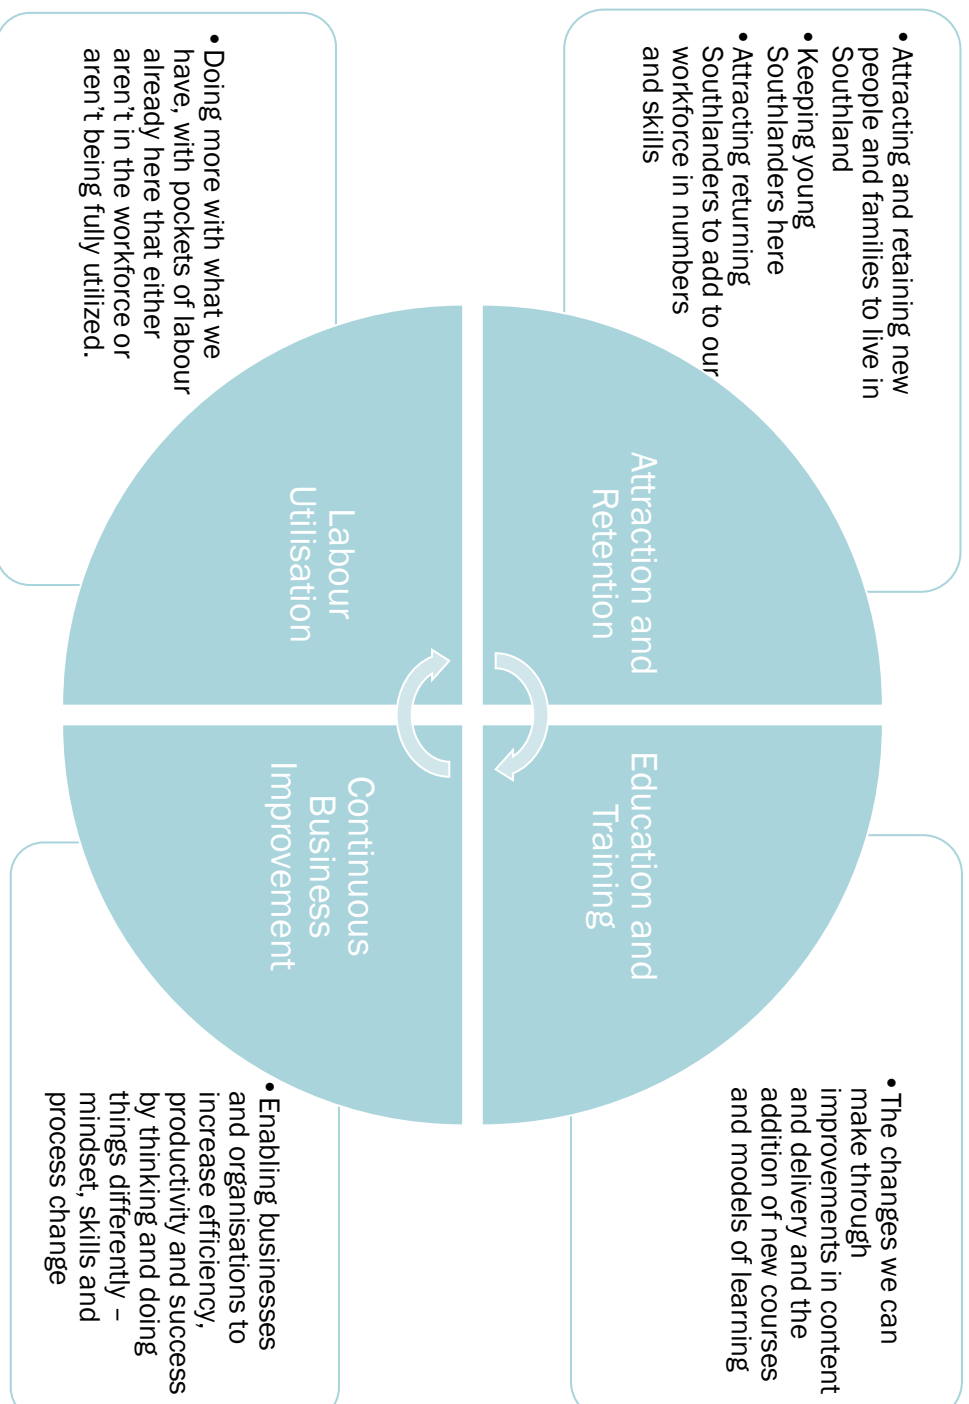 • Attracting and retaining new
people and families to live in
Southland
• Keeping young
Southlanders here
• Attracting returning
Southlanders to add to our
workforce in numbers
and skills
Attraction and
Retention
Education and
Training
• The changes we can
make through
improvements in content
and delivery and the
addition of new courses
and models of learning
• Doing more with what we
have, with pockets of labour
already here that either
aren't in the workforce or
aren't being fully utilized.
Labour
Utilisation
Continuous
Business
Improvement
• Enabling businesses
and organisations to
increase efficiency,
productivity and success
by thinking and doing
things differently –
mindset, skills and
process change